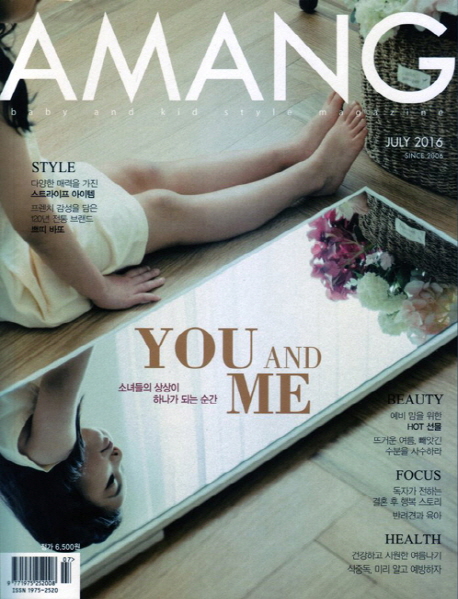 AMANG
baby and kid style magazine
JULY 2016
SINCE 2006
STYLE
다양한 매력을 가진
스트라이프 아이템
프렌치 감성을 담은
100년 전통 브랜드
쁘띠 바또
YOU AND
ME
소녀들의 상상이
하나가 되는 순간
BEAUTY
예비 맘을 위한
HOT 선물
뜨거운 여름, 빼앗긴
수분을 사수하라
FOCUS
독자가 전하는
결혼 후 행복 스토리
반려견과 육아
HEALTH
건강하고 시원한 여름나기
식중독, 미리 알고 예방하자
정가 6,500원
07
9 771975 252008
ISSN 1975-2520